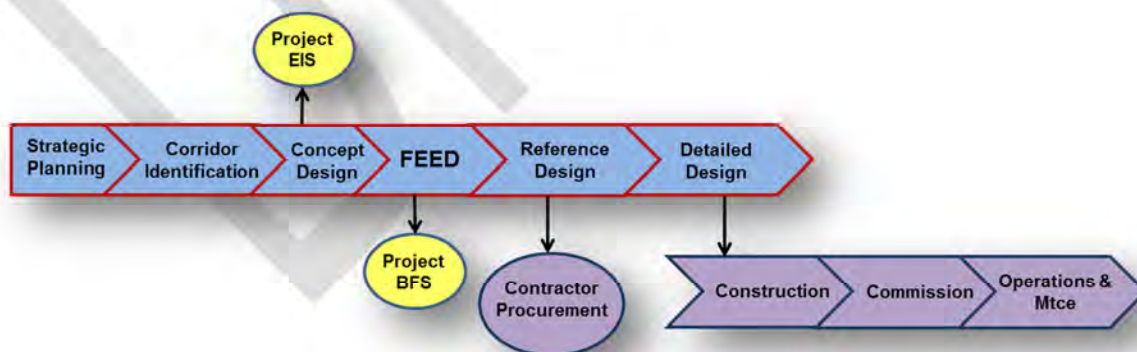 Project
EIS
Strategic
Planning
Corridor
Identification
Concept
Design
FEED
Reference
Design
Detailed
Design
Project
BFS
Contractor
Procurement
Construction
Commission
Operations &
Mtce